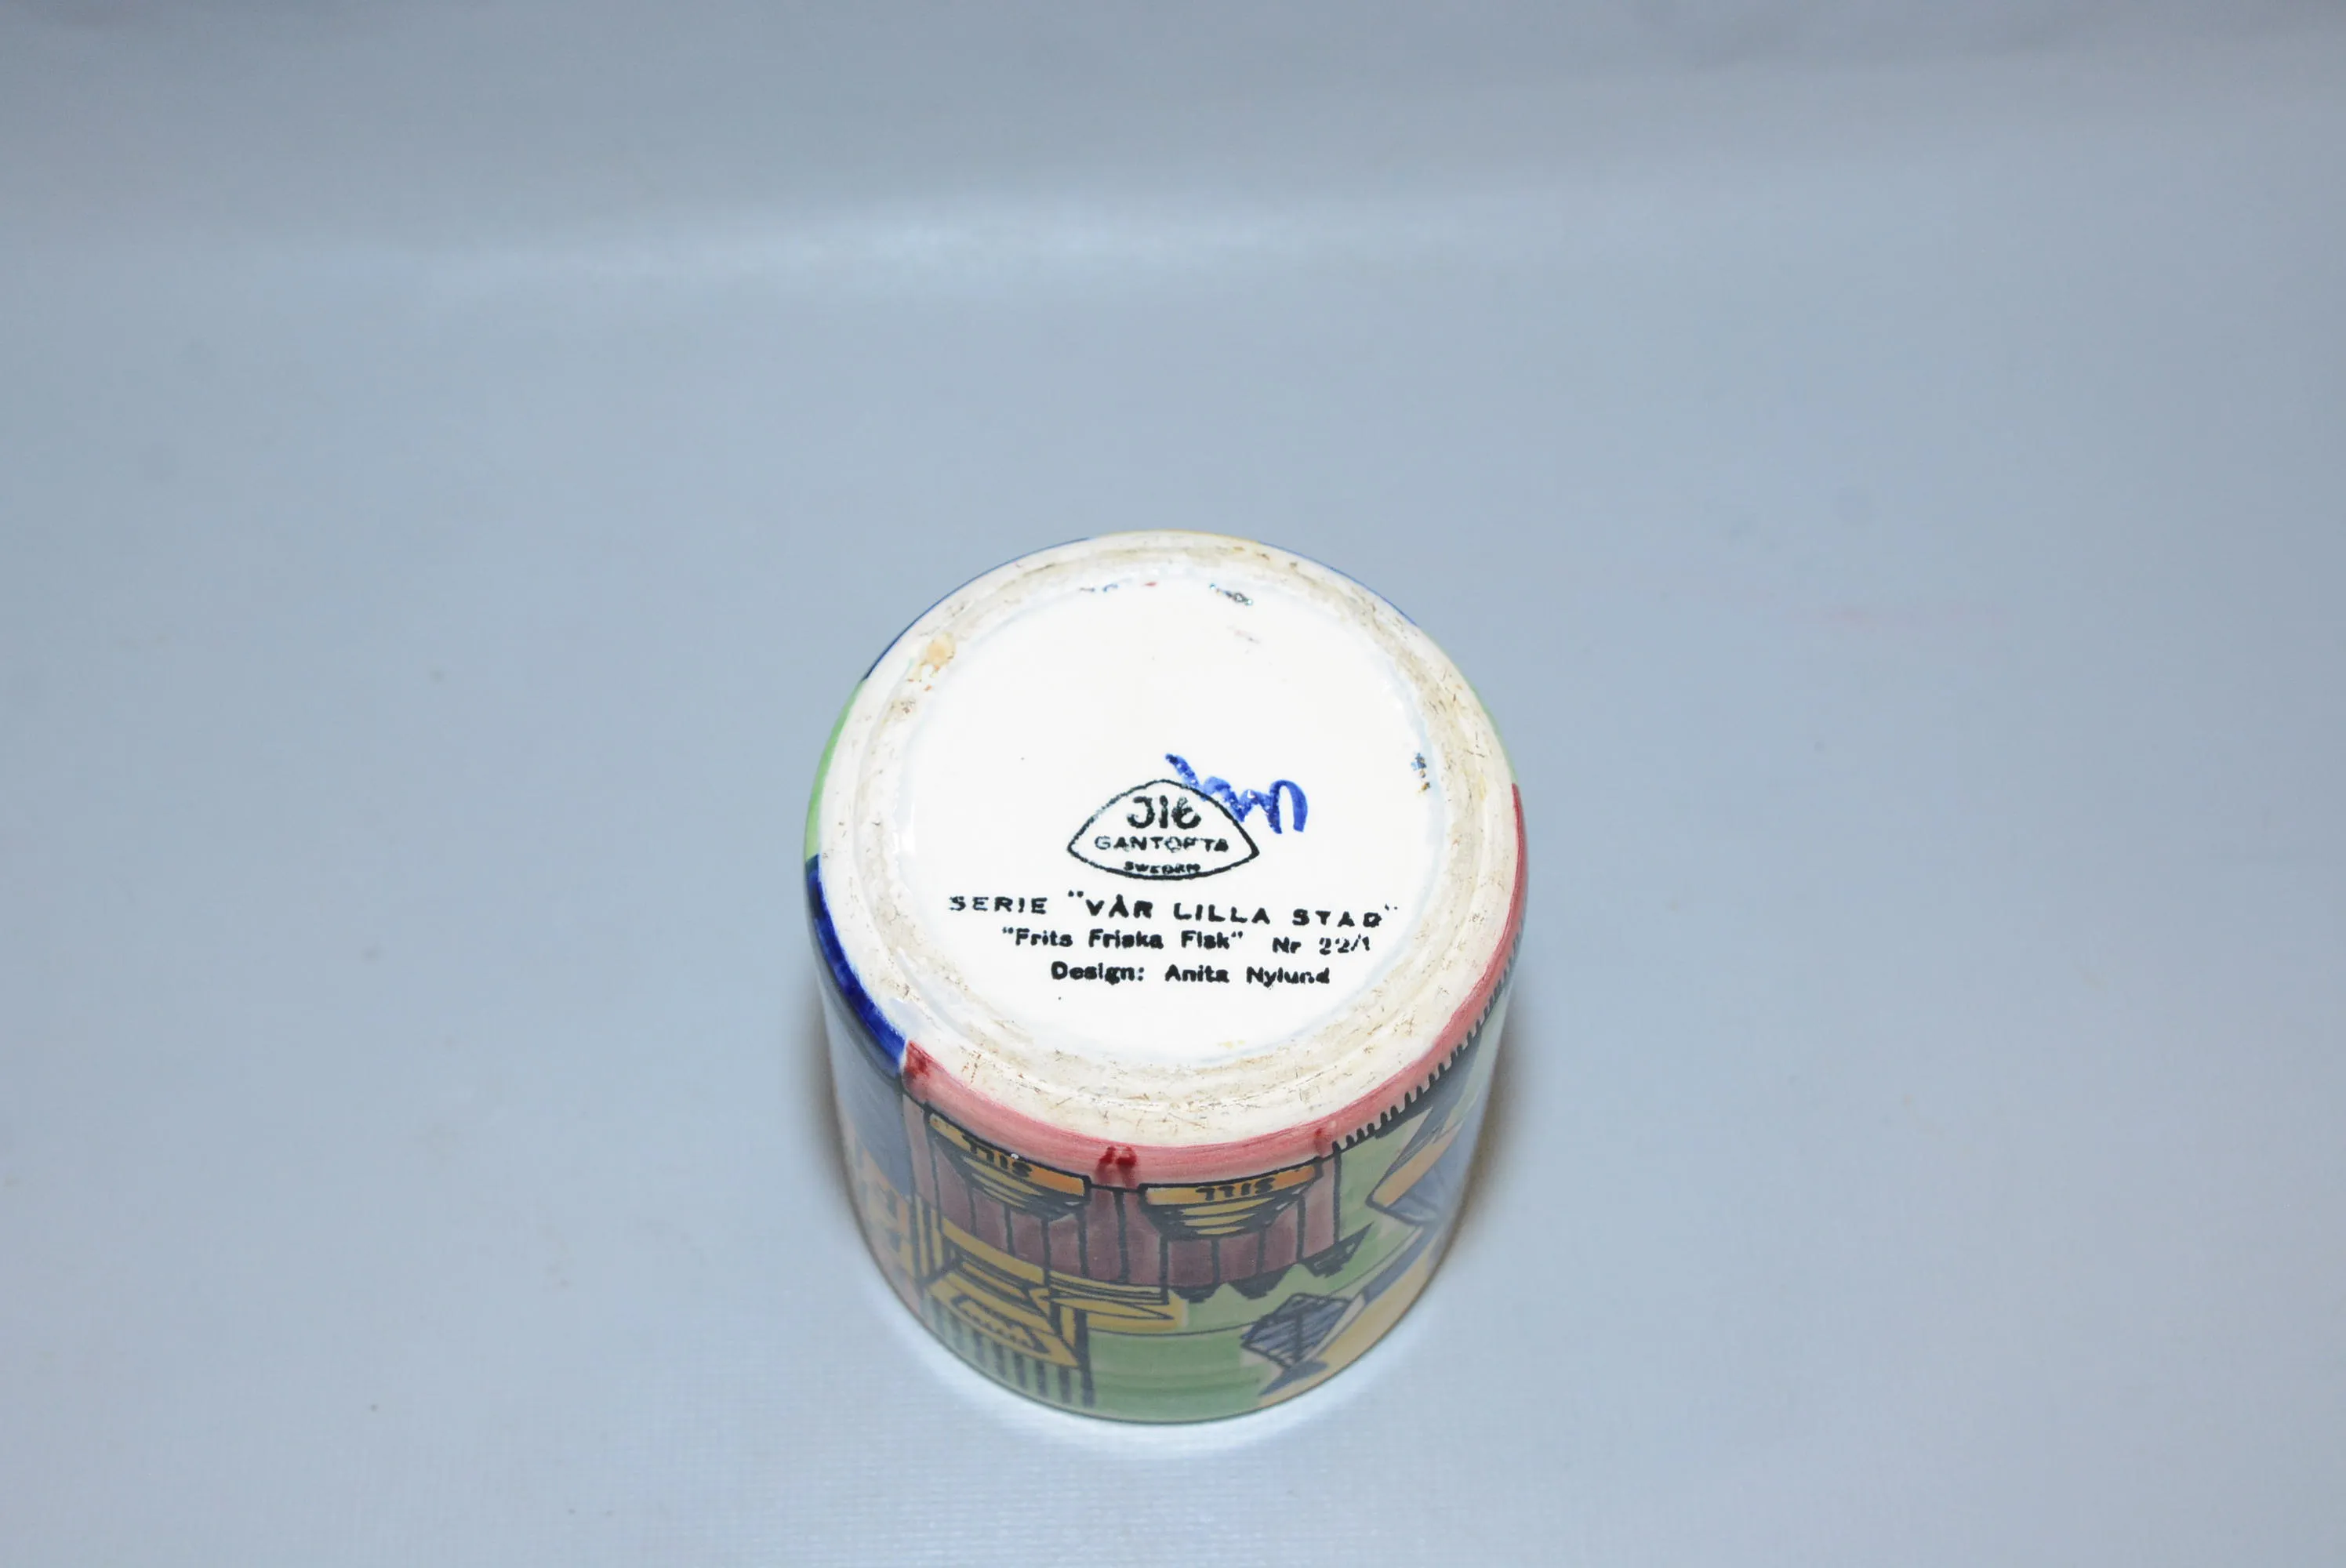 JIE
GANTOFTA
SWEDEN
SERIE "VÅR LILLA STAD"
"Frits Friska Fisk" Nr 22/1
Design: Anita Nylund
SILL
SILL